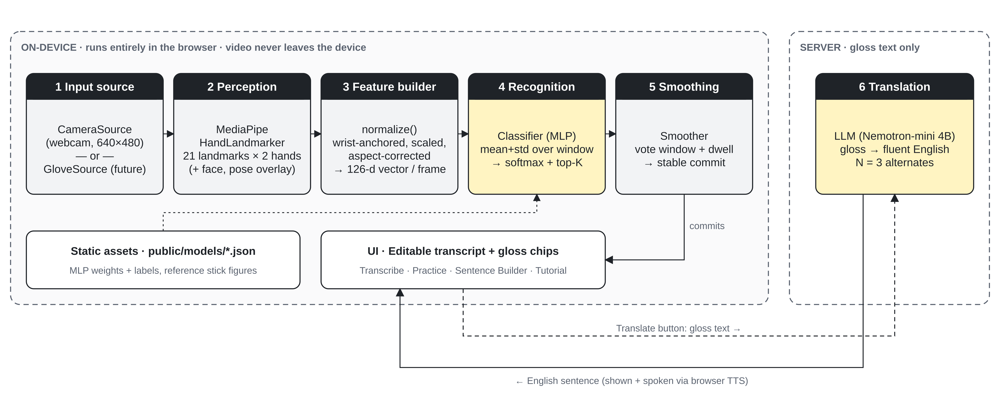 ON-DEVICE · runs entirely in the browser · video never leaves the device
SERVER · gloss text only
1 Input source
CameraSource
(webcam, 640×480)
— or —
GloveSource (future)
2 Perception
MediaPipe
HandLandmarker
21 landmarks × 2 hands
(+ face, pose overlay)
3 Feature builder
normalize()
wrist-anchored, scaled,
aspect-corrected
→ 126-d vector / frame
4 Recognition
Classifier (MLP)
mean+std over window
→ softmax + top-K
5 Smoothing
Smoother
vote window + dwell
→ stable commit
6 Translation
LLM (Nemotron-mini 4B)
gloss → fluent English
N = 3 alternates
commits
Static assets · public/models/*.json
MLP weights + labels, reference stick figures
UI · Editable transcript + gloss chips
Transcribe · Practice · Sentence Builder · Tutorial
Translate button: gloss text →
← English sentence (shown + spoken via browser TTS)